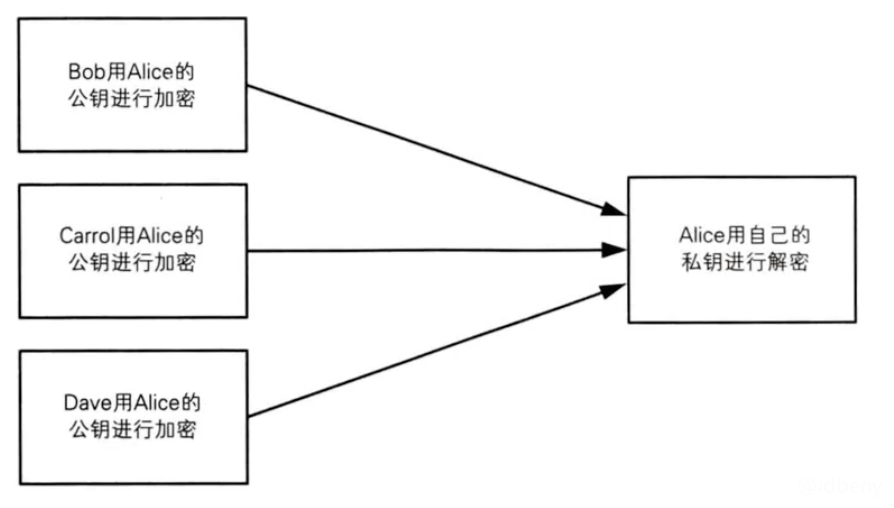 Bob用Alice的
公钥进行加密
Carrol用Alice的
公钥进行加密
Alice用自己的
私钥进行解密
Dave用Alice的
公钥进行加密